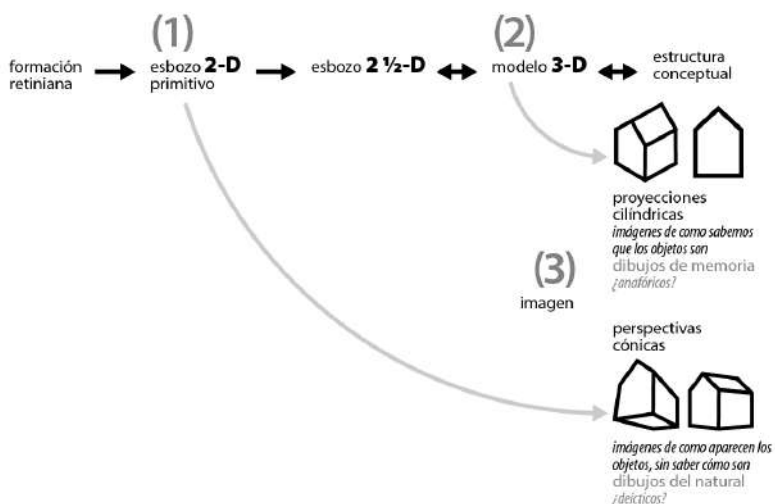 (1)
(2)
formación
retiniana
esbozo 2-D
primitivo
esbozo 2 ½-D
modelo 3-D
estructura
conceptual
proyecciones
cilíndricas
imágenes de como sabemos
que los objetos son
dibujos de memoria
¿anafóricos?
(3)
imagen
perspectivas
cónicas
imágenes de como aparecen los
objetos, sin saber cómo son
dibujos del natural
¿deícticos?